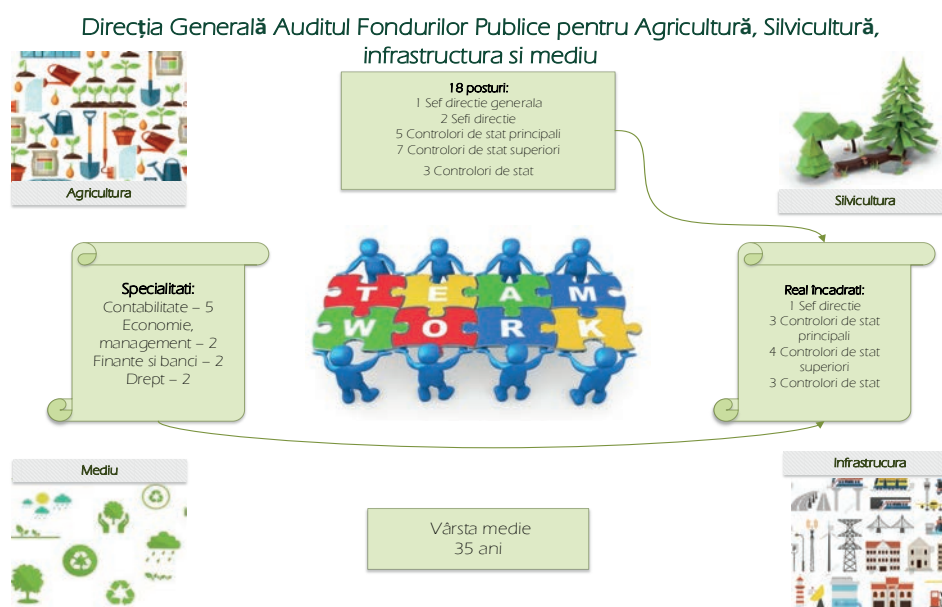 Direcția Generală Auditul Fondurilor Publice pentru Agricultură, Silvicultură,
infrastructura si mediu
18 posturi:
1 Sef directie generala
2 Sefi directie
5 Controlori de stat principali
7 Controlori de stat superiori
3 Controlori de stat
Agricultura
Silvicultura
Specialitati:
Contabilitate – 5
Economie,
management – 2
Finante si banci – 2
Drept – 2
TEAM
WORK
Real încadrati:
1 Sef directie
3 Controlori de stat
principali
4 Controlori de stat
superiori
3 Controlori de stat
Mediu
Infrastrucura
Vârsta medie
35 ani